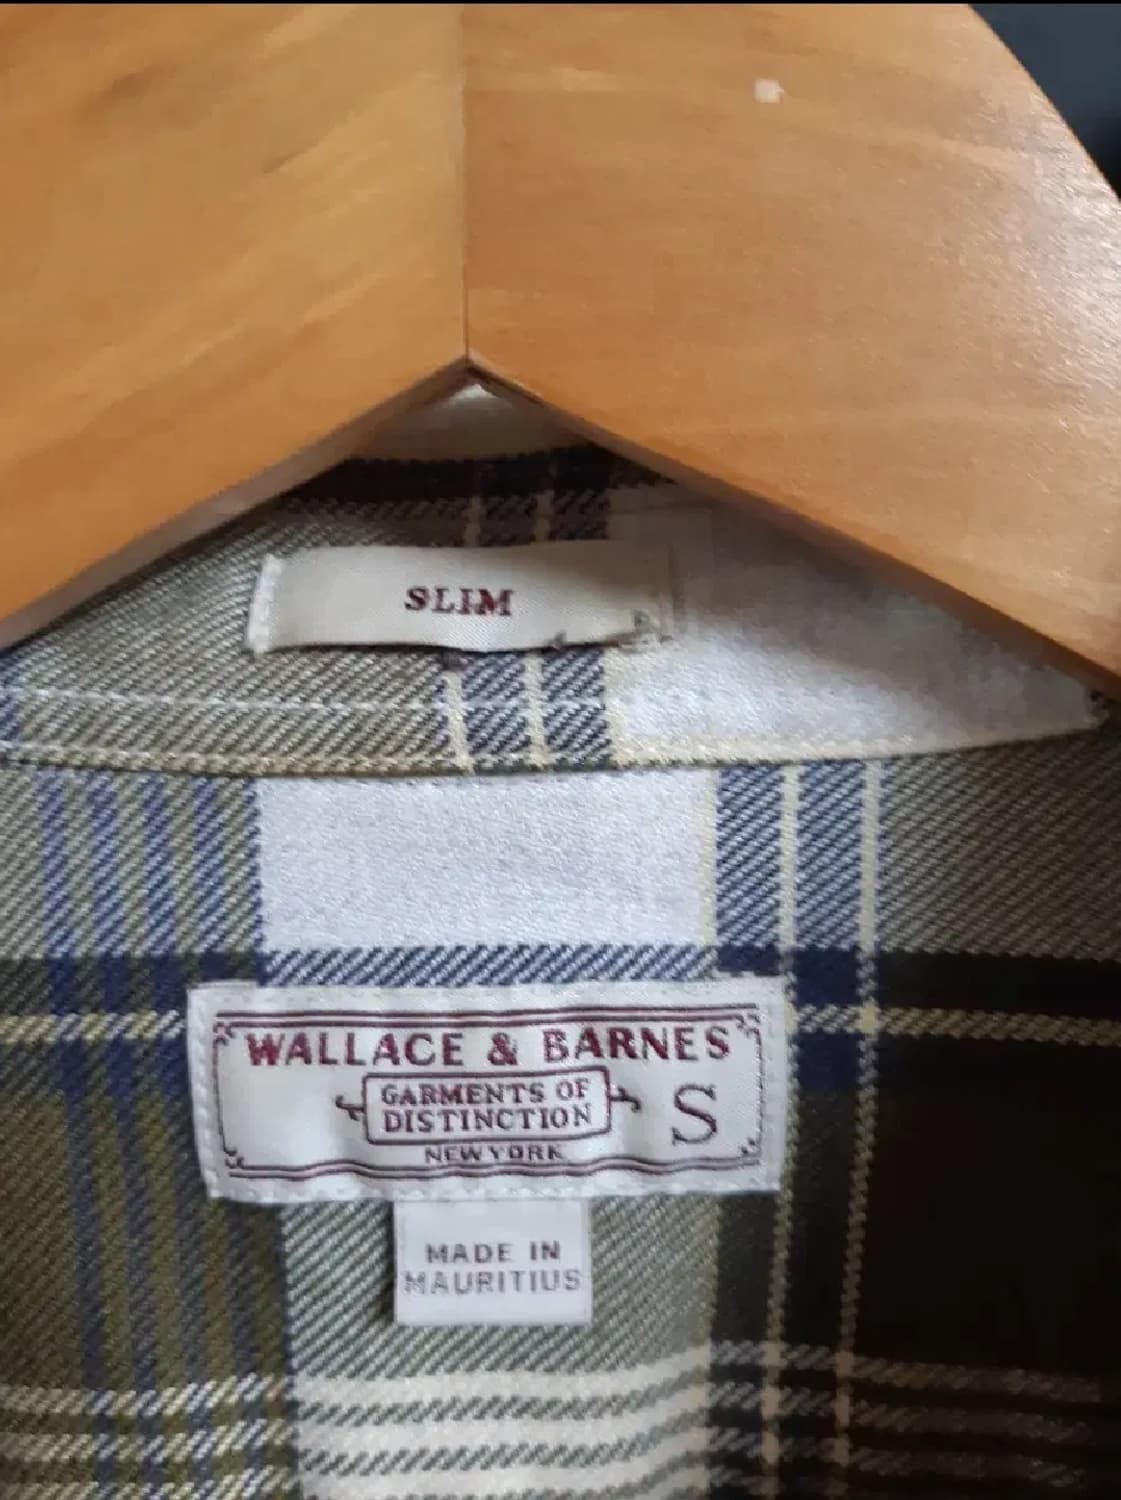 SLIM
WALLACE & BARNES
GARMENTS OF
DISTINCTION
S
NEW YORK
MADE IN
MAURITIUS